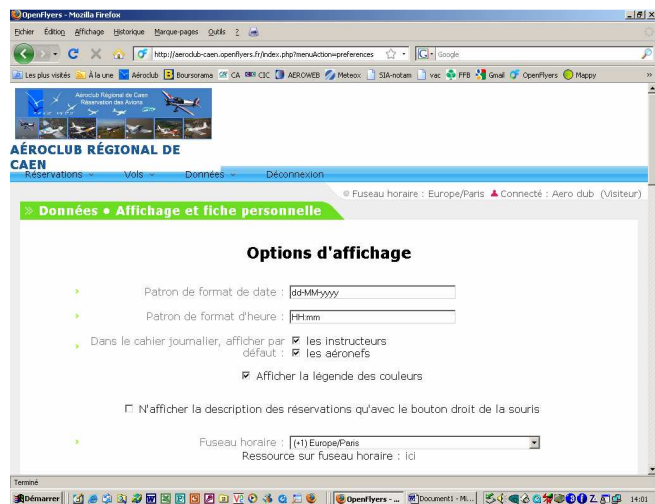 OpenFlyers - Mozilla Firefox
Fichier Édition Affichage Historique Marque-pages Outils ?
http://aeroclub-caen.openflyers.fr/index.php?menuAction=preferences
Google
Les plus visités À la une Aéroclub Boursorama CA CIC AEROWEB Meteox SIA-notam vac FFB Gmail OpenFlyers Mappy »
Aéroclub Régional de Caen
Réservation des Avions
AÉROCLUB RÉGIONAL DE
CAEN
Réservations Vols Données Déconnexion
Fuseau horaire : Europe/Paris Connecté : Aero club (Visiteur)
» Données • Affichage et fiche personnelle
Options d'affichage
Patron de format de date : dd-MM-yyyy
Patron de format d'heure : HH:mm
Dans le cahier journalier, afficher par défaut : les instructeurs
les aéronefs
Afficher la légende des couleurs
N'afficher la description des réservations qu'avec le bouton droit de la souris
Fuseau horaire : (+1) Europe/Paris
Ressource sur fuseau horaire : ici
Terminé
Démarrer OpenFlyers - ... Document1 - Mi... 14:01